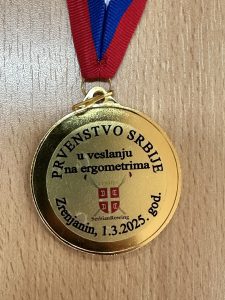 PRVENSTVO SRBIJE
u veslanju
na ergometrima
SerbianRowing
Zrenjanin, 1.3.2025. god.